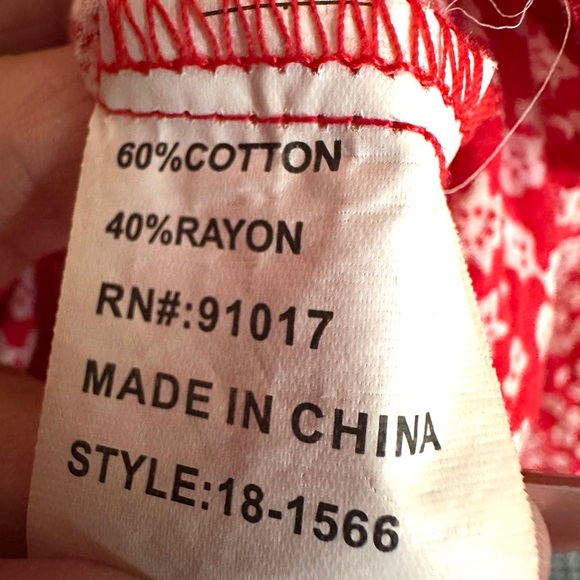 60%COTTON
40%RAYON
RN#:91017
MADE IN CHINA
STYLE:18-1566